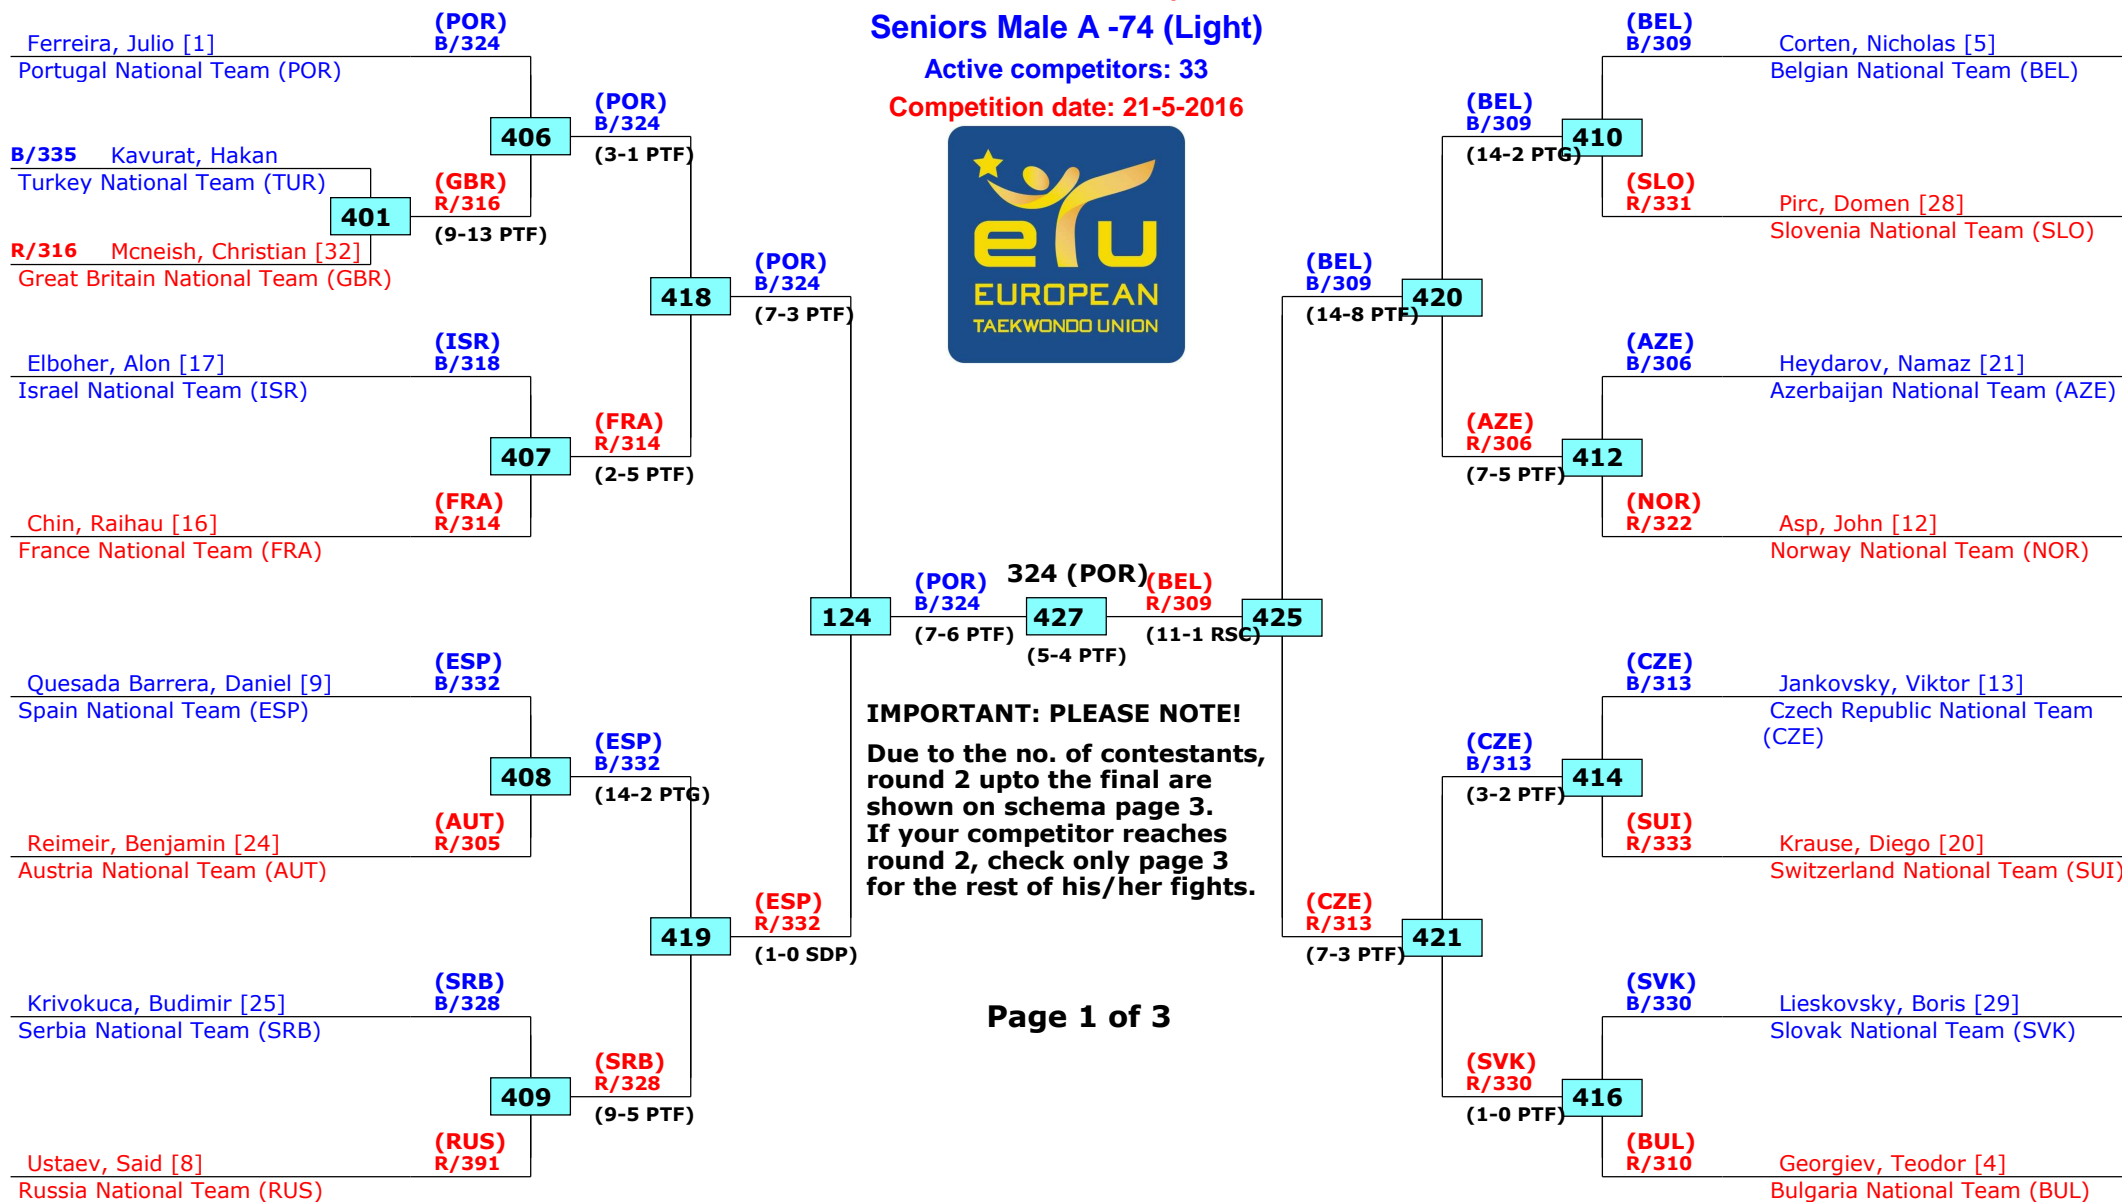 Seniors Male A -74 (Light)
Active competitors: 33
Competition date: 21-5-2016
eTU
EUROPEAN
TAEKWONDO UNION
(POR)
B/324
Ferreira, Julio [1]
Portugal National Team (POR)
B/335 Kavurat, Hakan
Turkey National Team (TUR)
401
R/316 Mcneish, Christian [32]
Great Britain National Team (GBR)
(GBR)
R/316
(9-13 PTF)
406
(POR)
B/324
(3-1 PTF)
(ISR)
B/318
Elboher, Alon [17]
Israel National Team (ISR)
407
(FRA)
R/314
Chin, Raihau [16]
France National Team (FRA)
(FRA)
R/314
(2-5 PTF)
418
(POR)
B/324
(7-3 PTF)
(ESP)
B/332
Quesada Barrera, Daniel [9]
Spain National Team (ESP)
408
(AUT)
R/305
Reimeir, Benjamin [24]
Austria National Team (AUT)
(ESP)
B/332
(14-2 PTG)
(SRB)
B/328
Krivokuca, Budimir [25]
Serbia National Team (SRB)
409
(RUS)
R/391
Ustaev, Said [8]
Russia National Team (RUS)
(SRB)
R/328
(9-5 PTF)
419
(ESP)
R/332
(1-0 SDP)
124
(POR)
B/324
(7-6 PTF)
324 (POR)
427
(5-4 PTF)
(BEL)
R/309
(11-1 RSC)
425
IMPORTANT: PLEASE NOTE!
Due to the no. of contestants,
round 2 upto the final are
shown on schema page 3.
If your competitor reaches
round 2, check only page 3
for the rest of his/her fights.
Page 1 of 3
(BEL)
B/309
(14-8 PTF)
420
(BEL)
B/309
(14-2 PTG)
410
(BEL)
B/309
Corten, Nicholas [5]
Belgian National Team (BEL)
(SLO)
R/331
Pirc, Domen [28]
Slovenia National Team (SLO)
(AZE)
R/306
(7-5 PTF)
412
(AZE)
B/306
Heydarov, Namaz [21]
Azerbaijan National Team (AZE)
(NOR)
R/322
Asp, John [12]
Norway National Team (NOR)
(CZE)
R/313
(7-3 PTF)
421
(CZE)
B/313
(3-2 PTF)
414
(CZE)
B/313
Jankovsky, Viktor [13]
Czech Republic National Team
(CZE)
(SUI)
R/333
Krause, Diego [20]
Switzerland National Team (SUI)
(SVK)
R/330
(1-0 PTF)
416
(SVK)
B/330
Lieskovsky, Boris [29]
Slovak National Team (SVK)
(BUL)
R/310
Georgiev, Teodor [4]
Bulgaria National Team (BUL)